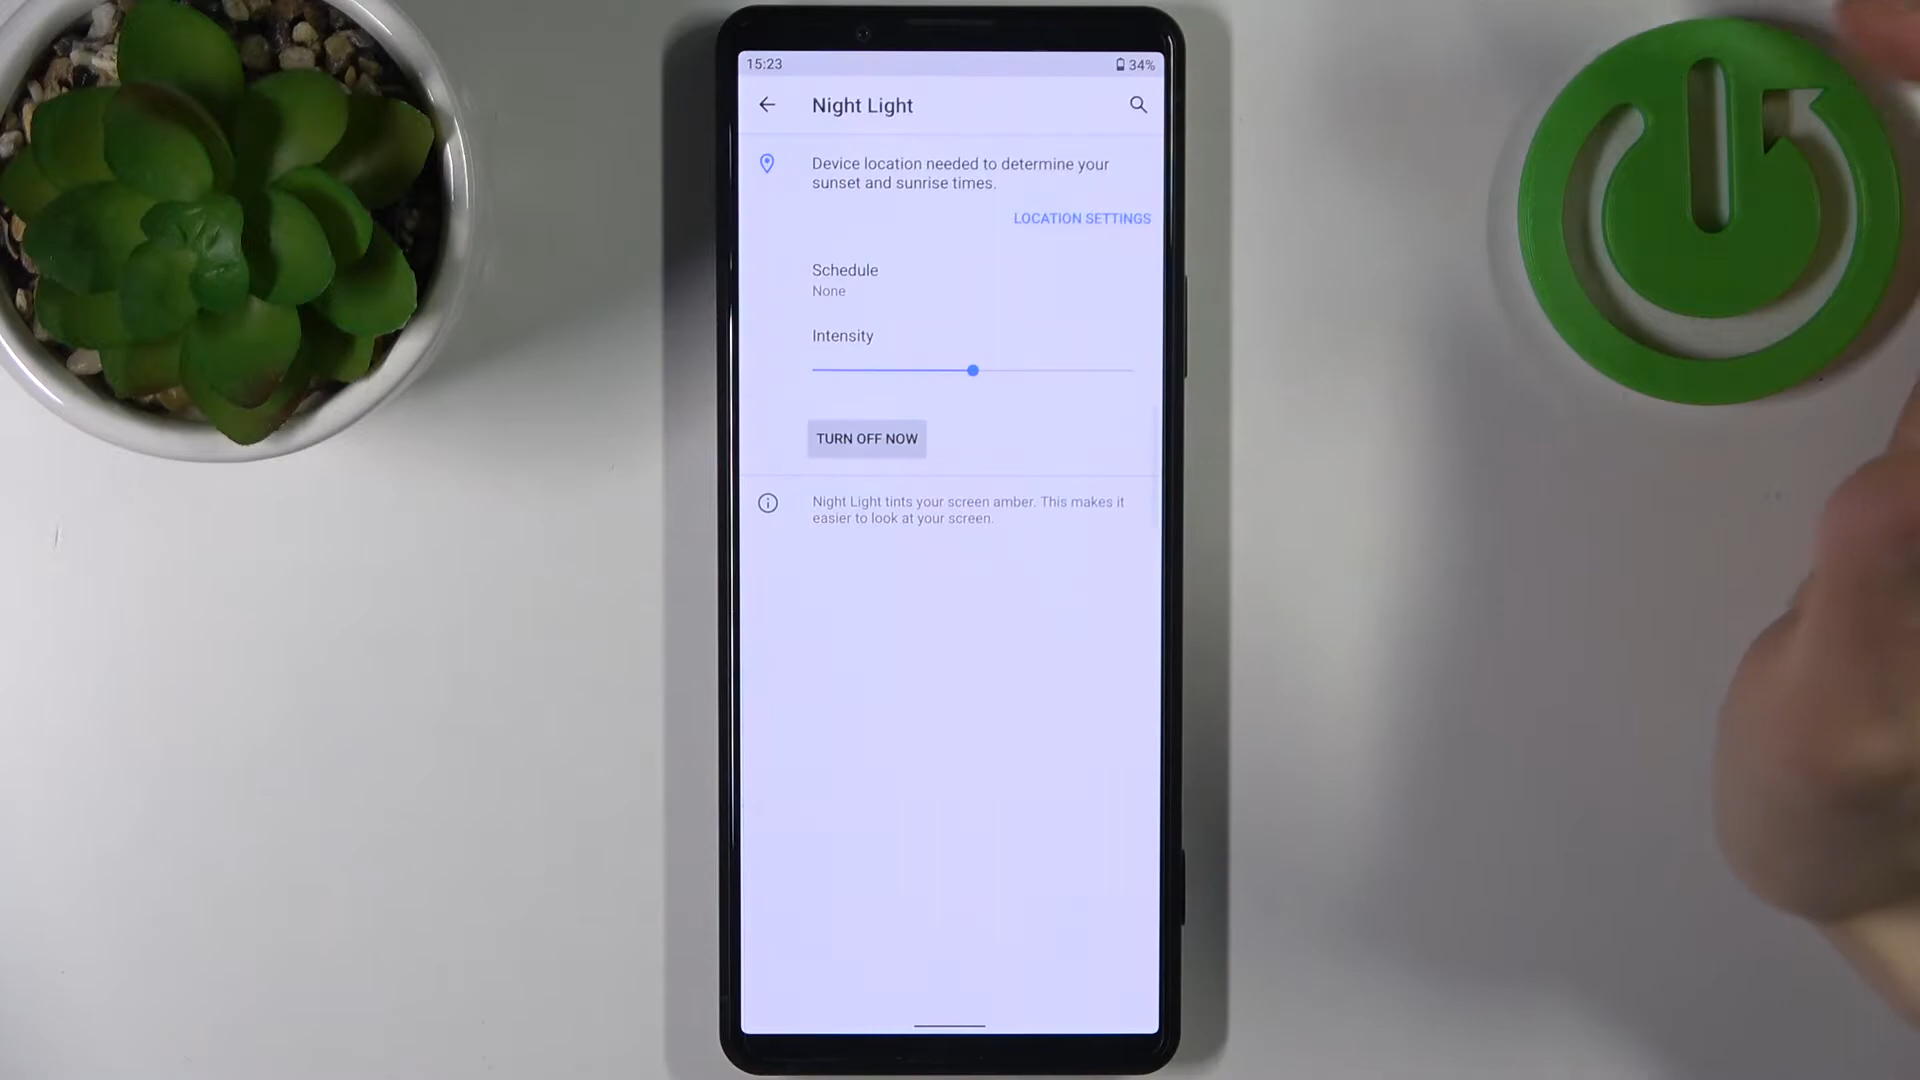 15:23
34%
Night Light
Device location needed to determine your
sunset and sunrise times.
LOCATION SETTINGS
Schedule
None
Intensity
TURN OFF NOW
Night Light tints your screen amber. This makes it
easier to look at your screen.